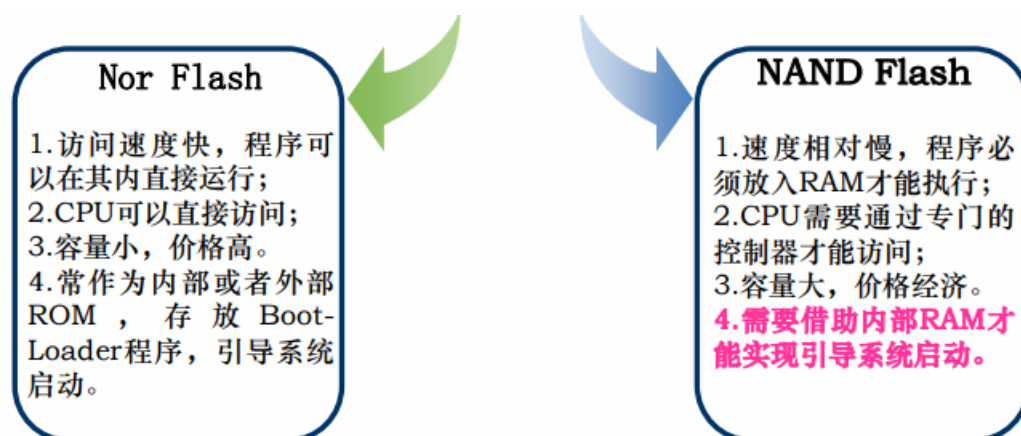 Nor Flash
1.访问速度快，程序可
以在其内直接运行；
2.CPU可以直接访问；
3.容量小，价格高。
4.常作为内部或者外部
ROM ， 存 放 Boot-
Loader程序，引导系统
启动。
NAND Flash
1.速度相对慢，程序必
须放入RAM才能执行；
2.CPU需要通过专门的
控制器才能访问；
3.容量大，价格经济。
4.需要借助内部RAM才
能实现引导系统启动。